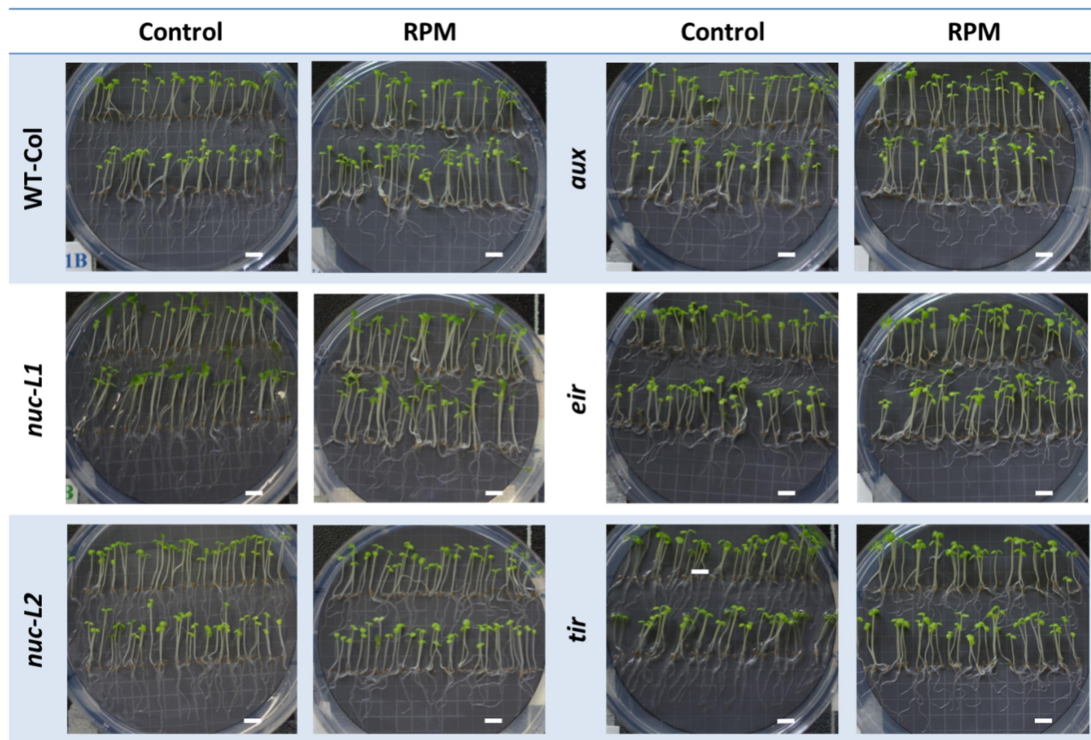 Control RPM Control RPM
WT-Col
aux
1B
nuc-L1
eir
B
nuc-L2
tir